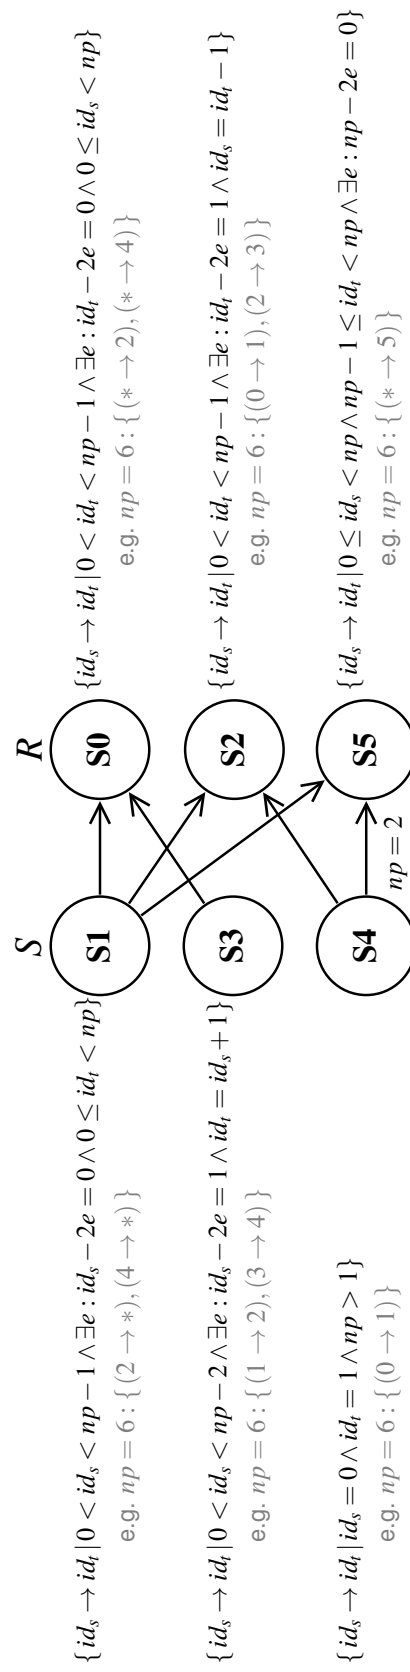 S R
{id_s → id_t | 0 < id_s < np − 1 ∧ ∃e : id_s − 2e = 0 ∧ 0 ≤ id_t < np}
e.g. np = 6 : {(2 → *), (4 → *)}
S1
S0
{id_s → id_t | 0 < id_t < np − 1 ∧ ∃e : id_t − 2e = 0 ∧ 0 ≤ id_s < np}
e.g. np = 6 : {(* → 2), (* → 4)}
{id_s → id_t | 0 < id_s < np − 2 ∧ ∃e : id_s − 2e = 1 ∧ id_t = id_s + 1}
e.g. np = 6 : {(1 → 2), (3 → 4)}
S3
S2
{id_s → id_t | 0 < id_t < np − 1 ∧ ∃e : id_t − 2e = 1 ∧ id_s = id_t − 1}
e.g. np = 6 : {(0 → 1), (2 → 3)}
{id_s → id_t | id_s = 0 ∧ id_t = 1 ∧ np > 1}
e.g. np = 6 : {(0 → 1)}
S4
np = 2
S5
{id_s → id_t | 0 ≤ id_s < np ∧ np − 1 ≤ id_t < np ∧ ∃e : np − 2e = 0}
e.g. np = 6 : {(* → 5)}